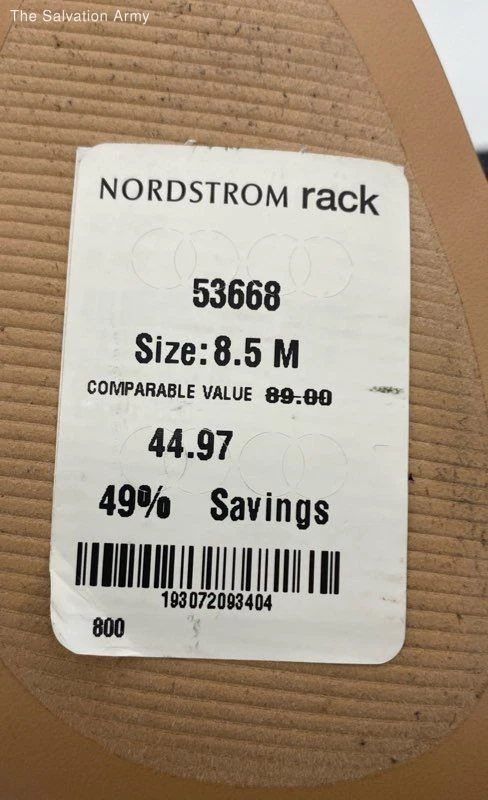 The Salvation Army
NORDSTROM rack
53668
Size: 8.5 M
COMPARABLE VALUE 89.00
44.97
49% Savings
193072093404
800